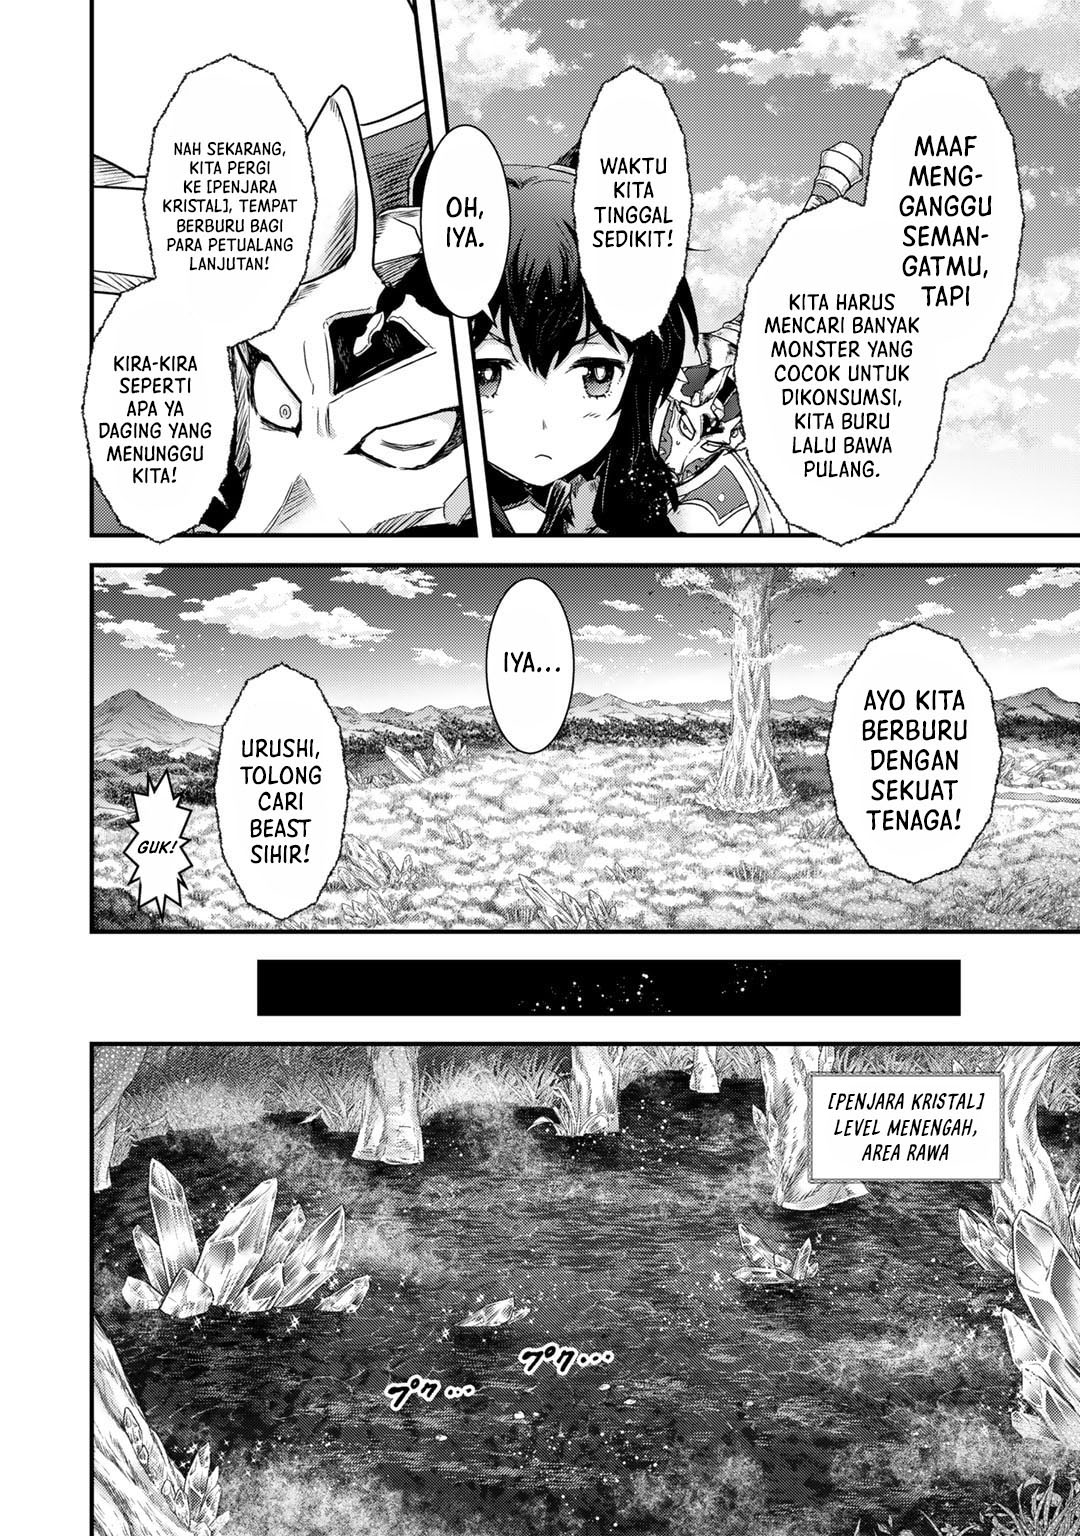 MAAF
MENG-
GANGGU
SEMAN-
GATMU,
TAPI
KITA HARUS
MENCARI BANYAK
MONSTER YANG
COCOK UNTUK
DIKONSUMSI,
KITA BURU
LALU BAWA
PULANG.
WAKTU
KITA
TINGGAL
SEDIKIT!
OH,
IYA.
NAH SEKARANG,
KITA PERGI
KE [PENJARA
KRISTAL], TEMPAT
BERBURU BAGI
PARA PETUALANG
LANJUTAN!
KIRA-KIRA
SEPERTI
APA YA
DAGING YANG
MENUNGGU
KITA!
AYO KITA
BERBURU
DENGAN
SEKUAT
TENAGA!
IYA...
URUSHI,
TOLONG
CARI
BEAST
SIHIR!
GUK!
[PENJARA KRISTAL]
LEVEL MENENGAH,
AREA RAWA
プク...
プク...